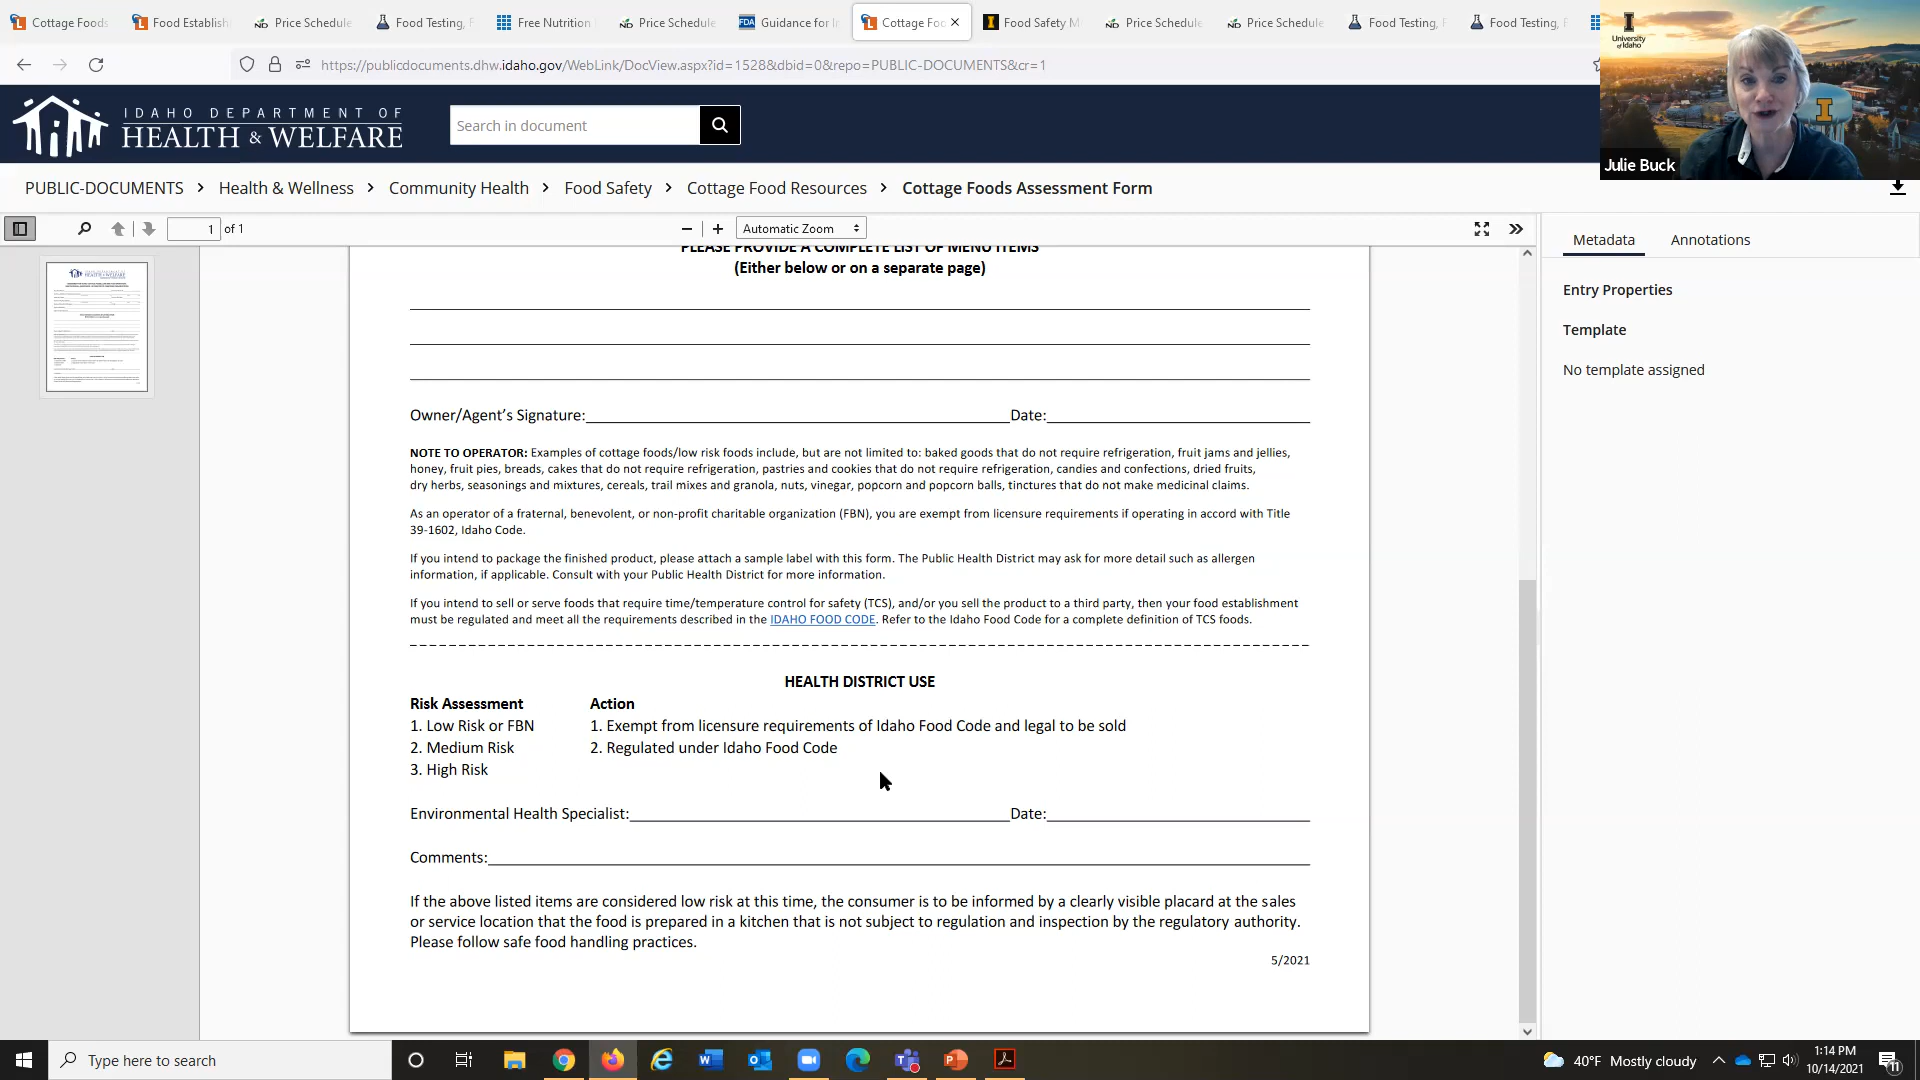 Cottage Foods
Food Establish
Price Schedule
Food Testing, F
Free Nutrition
Price Schedule
FDA
Guidance for In
Cottage Foo
Food Safety M
Price Schedule
Price Schedule
Food Testing, F
Food Testing, F
University
of Idaho
https://publicdocuments.dhw.idaho.gov/WebLink/DocView.aspx?id=1528&dbid=0&repo=PUBLIC-DOCUMENTS&cr=1
IDAHO DEPARTMENT OF
HEALTH & WELFARE
Search in document
Julie Buck
PUBLIC-DOCUMENTS > Health & Wellness > Community Health > Food Safety > Cottage Food Resources > Cottage Foods Assessment Form
1 of 1
Automatic Zoom
Metadata
Annotations
Entry Properties
Template
No template assigned
PLEASE PROVIDE A COMPLETE LIST OF MENU ITEMS
(Either below or on a separate page)
Owner/Agent's Signature: Date:
NOTE TO OPERATOR: Examples of cottage foods/low risk foods include, but are not limited to: baked goods that do not require refrigeration, fruit jams and jellies,
honey, fruit pies, breads, cakes that do not require refrigeration, pastries and cookies that do not require refrigeration, candies and confections, dried fruits,
dry herbs, seasonings and mixtures, cereals, trail mixes and granola, nuts, vinegar, popcorn and popcorn balls, tinctures that do not make medicinal claims.
As an operator of a fraternal, benevolent, or non-profit charitable organization (FBN), you are exempt from licensure requirements if operating in accord with Title
39-1602, Idaho Code.
If you intend to package the finished product, please attach a sample label with this form. The Public Health District may ask for more detail such as allergen
information, if applicable. Consult with your Public Health District for more information.
If you intend to sell or serve foods that require time/temperature control for safety (TCS), and/or you sell the product to a third party, then your food establishment
must be regulated and meet all the requirements described in the IDAHO FOOD CODE. Refer to the Idaho Food Code for a complete definition of TCS foods.
HEALTH DISTRICT USE
Risk Assessment Action
1. Low Risk or FBN 1. Exempt from licensure requirements of Idaho Food Code and legal to be sold
2. Medium Risk 2. Regulated under Idaho Food Code
3. High Risk
Environmental Health Specialist: Date:
Comments:
If the above listed items are considered low risk at this time, the consumer is to be informed by a clearly visible placard at the sales
or service location that the food is prepared in a kitchen that is not subject to regulation and inspection by the regulatory authority.
Please follow safe food handling practices.
5/2021
Type here to search
40°F Mostly cloudy
1:14 PM
10/14/2021
11